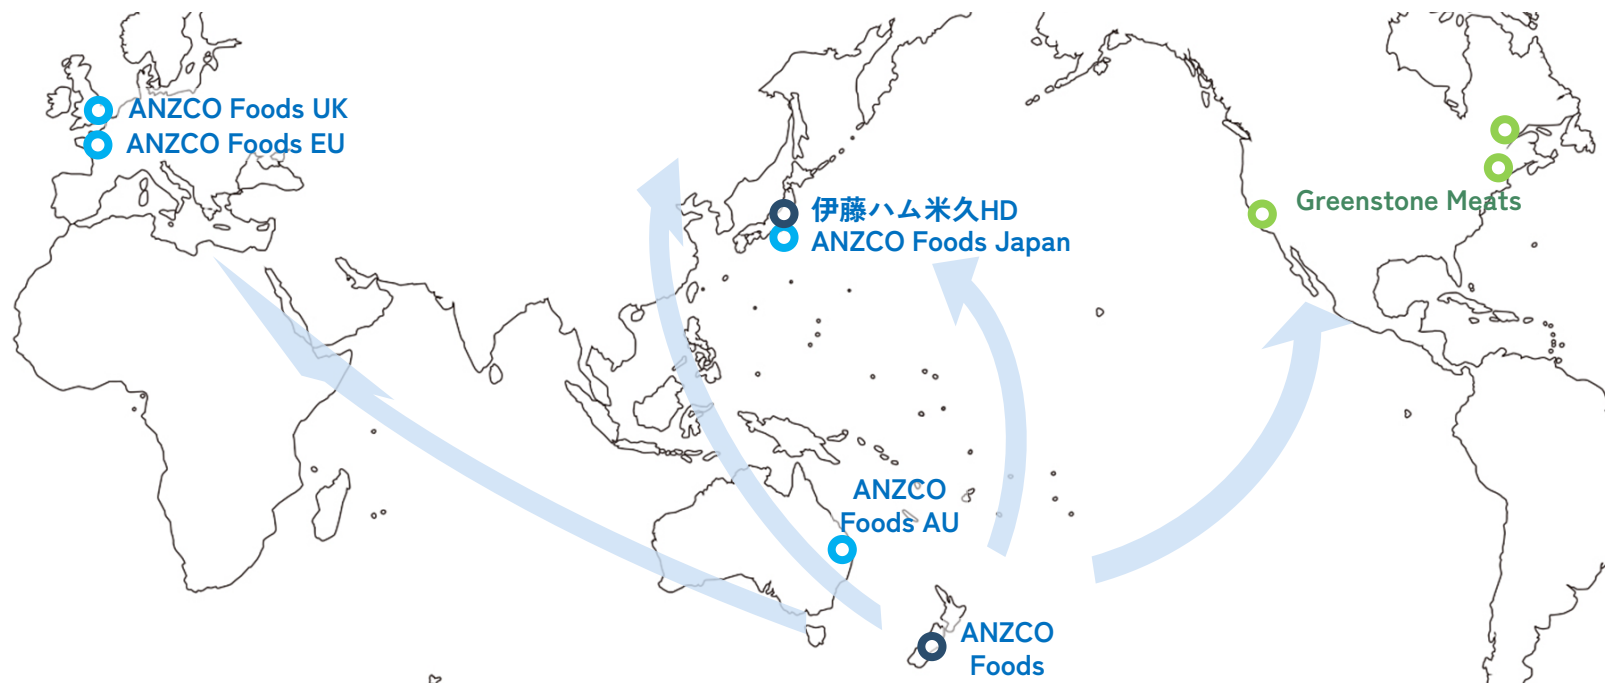 ANZCO Foods UK
ANZCO Foods EU
伊藤ハム米久HD
ANZCO Foods Japan
Greenstone Meats
ANZCO
Foods AU
ANZCO
Foods